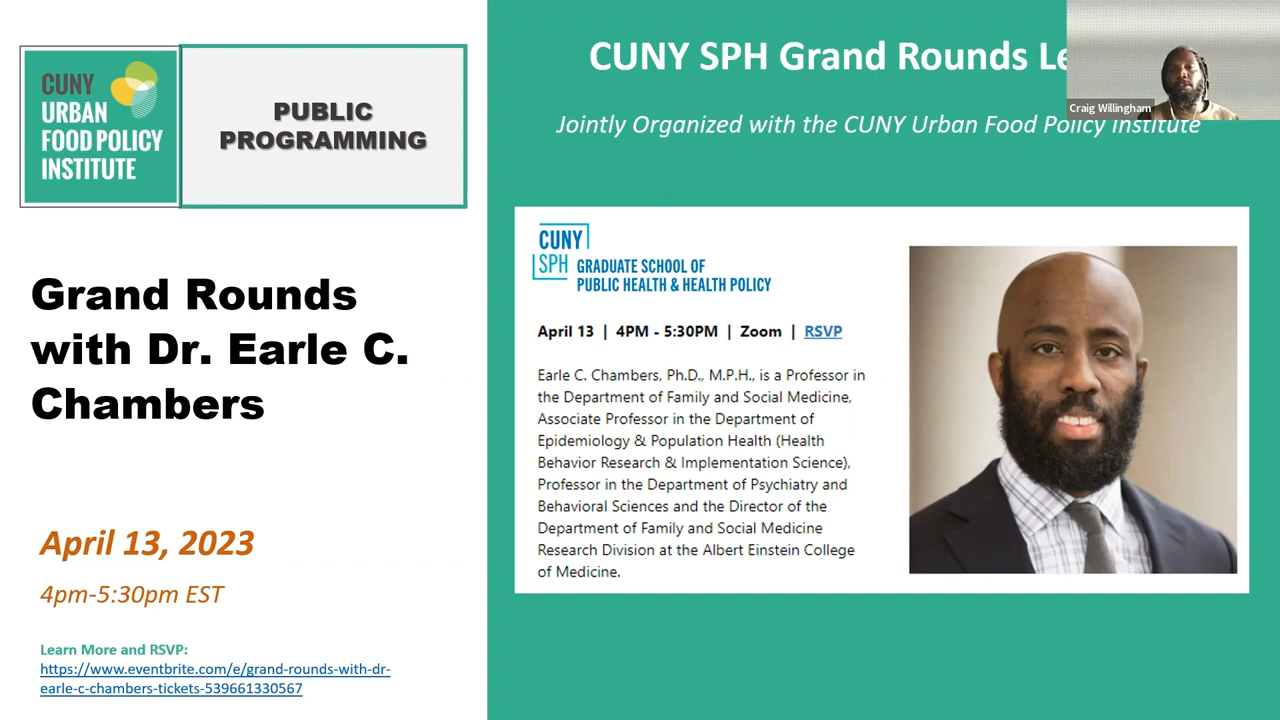 CUNY
URBAN
FOOD POLICY
INSTITUTE
PUBLIC
PROGRAMMING
Grand Rounds
with Dr. Earle C.
Chambers
April 13, 2023
4pm-5:30pm EST
Learn More and RSVP:
https://www.eventbrite.com/e/grand-rounds-with-dr-
earle-c-chambers-tickets-539661330567
CUNY SPH Grand Rounds Le
Jointly Organized with the CUNY Urban Food Policy Institute
Craig Willingham
CUNY
SPH
GRADUATE SCHOOL OF
PUBLIC HEALTH & HEALTH POLICY
April 13 | 4PM - 5:30PM | Zoom | RSVP
Earle C. Chambers, Ph.D., M.P.H., is a Professor in
the Department of Family and Social Medicine,
Associate Professor in the Department of
Epidemiology & Population Health (Health
Behavior Research & Implementation Science),
Professor in the Department of Psychiatry and
Behavioral Sciences and the Director of the
Department of Family and Social Medicine
Research Division at the Albert Einstein College
of Medicine.